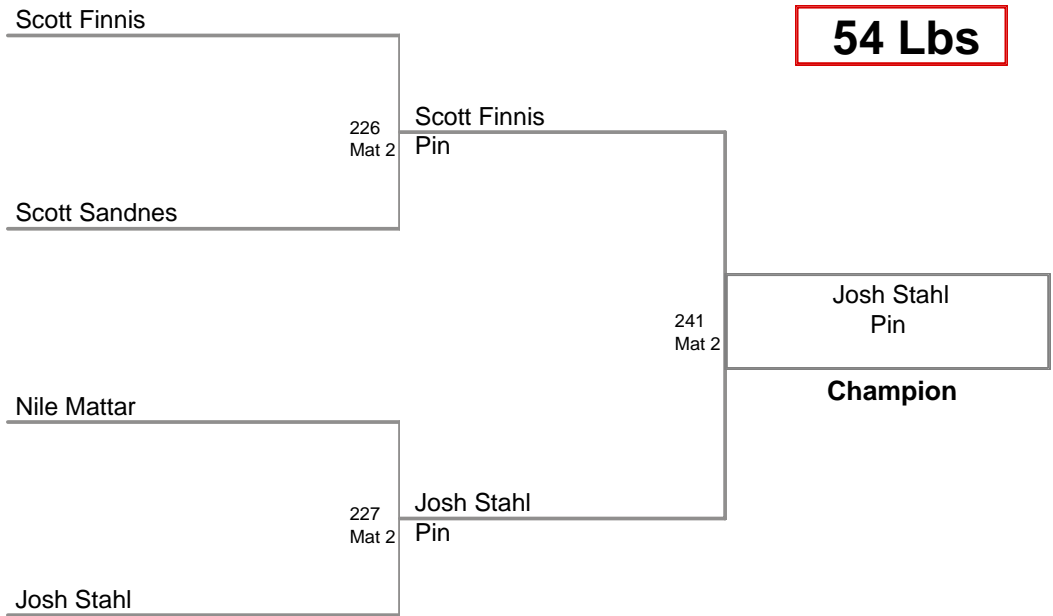 Scott Finnis
54 Lbs
226
Mat 2
Scott Finnis
Pin
Scott Sandnes
241
Mat 2
Josh Stahl
Pin
Champion
Nile Mattar
227
Mat 2
Josh Stahl
Pin
Josh Stahl